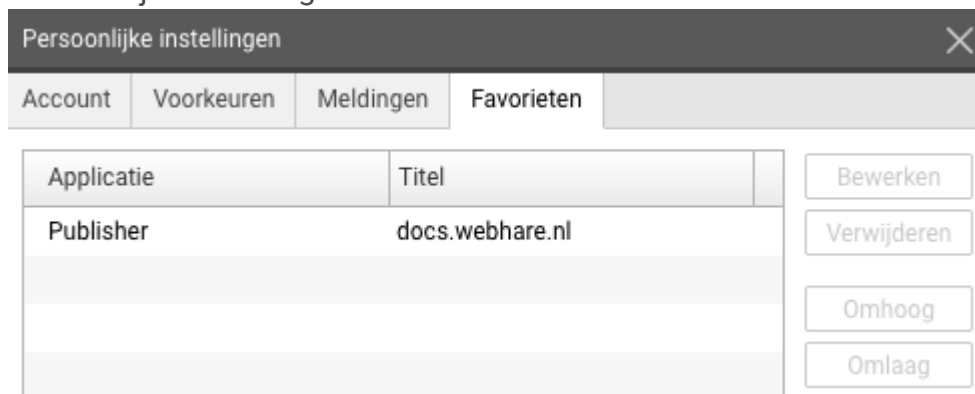 Persoonlijke instellingen
Account Voorkeuren Meldingen Favorieten
Applicatie Titel Bewerken
Publisher docs.webhare.nl Verwijderen
Omhoog
Omlaag